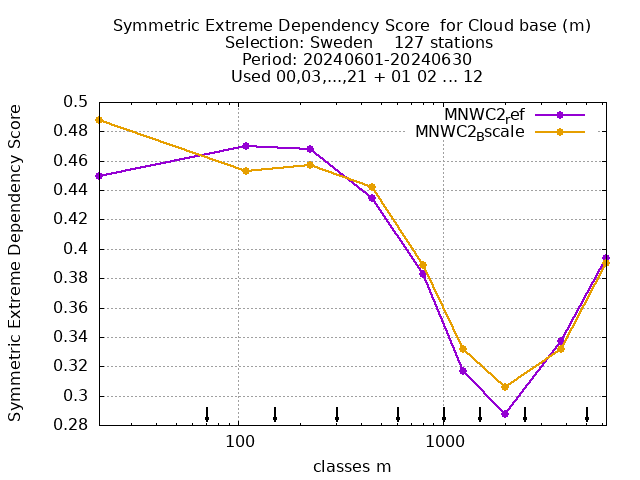 Symmetric Extreme Dependency Score  for Cloud base (m)
Selection: Sweden    127 stations
Period: 20240601-20240630
Used 00,03,...,21 + 01 02 ... 12
Symmetric Extreme Dependency Score
0.5
0.48
0.46
0.44
0.42
0.4
0.38
0.36
0.34
0.32
0.3
0.28
MNWC2ref
MNWC2Bscale
100
1000
classes m